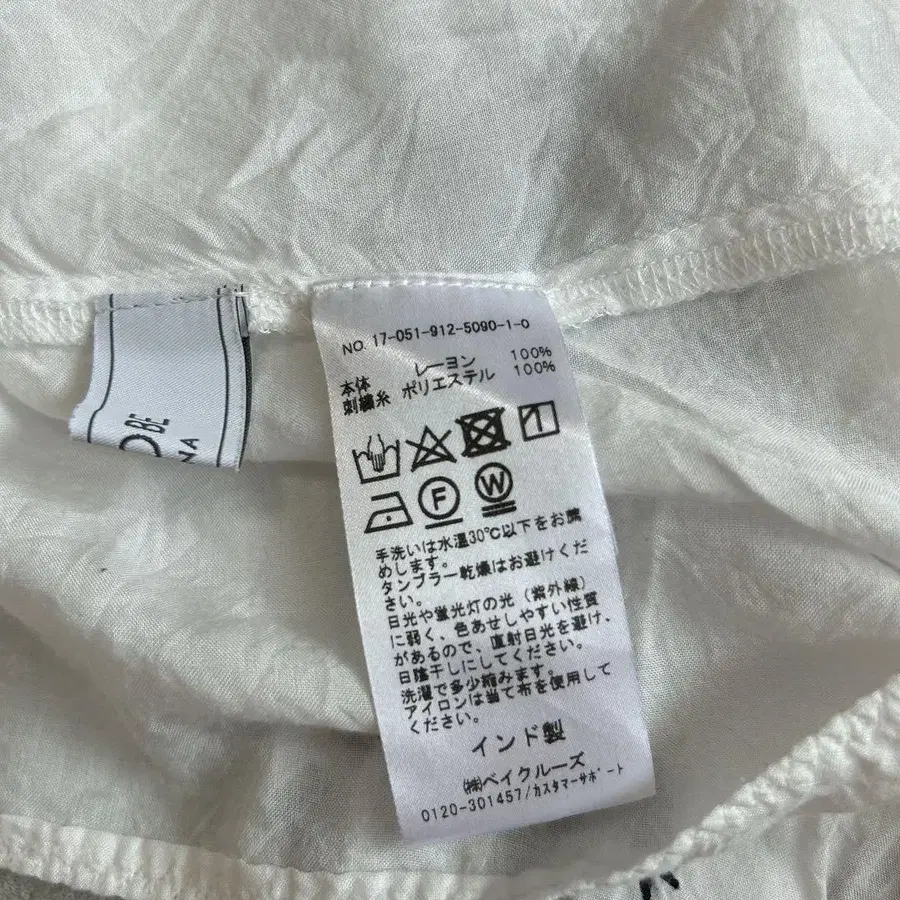 NO. 17-051-912-5090-1-0
本体 レーヨン 100%
刺繍糸 ポリエステル 100%
1
F
W
手洗いは水温30℃以下をお薦
めします。
タンブラー乾燥はお避けくだ
さい。
日光や蛍光灯の光(紫外線)
に弱く、色あせしやすい性質
があるので、直射日光を避け、
日陰干しにしてください。
洗濯で多少縮みます。
アイロンは当て布を使用して
ください。
インド製
㈱ベイクルーズ
0120-301457/カスタマーサポート
BE
NA